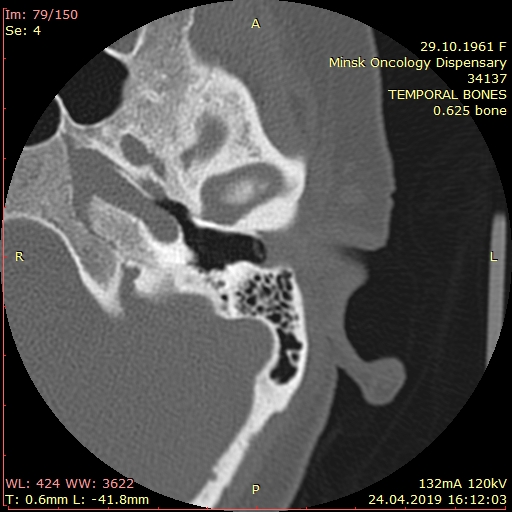 Im: 79/150
Se: 4
A
29.10.1961 F
Minsk Oncology Dispensary
34137
TEMPORAL BONES
0.625 bone
R
L
WL: 424 WW: 3622
T: 0.6mm L: -41.8mm
P
132mA 120kV
24.04.2019 16:12:03